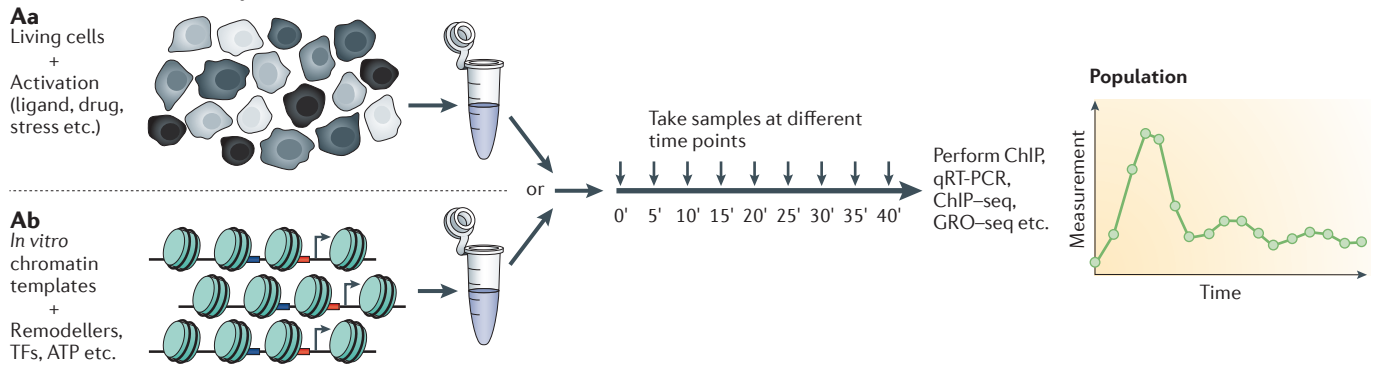 Aa
Living cells
+
Activation
(ligand, drug,
stress etc.)
Ab
In vitro
chromatin
templates
+
Remodellers,
TFs, ATP etc.
or
Take samples at different
time points
0' 5' 10' 15' 20' 25' 30' 35' 40'
Perform ChIP,
qRT-PCR,
ChIP–seq,
GRO–seq etc.
Population
Measurement
Time